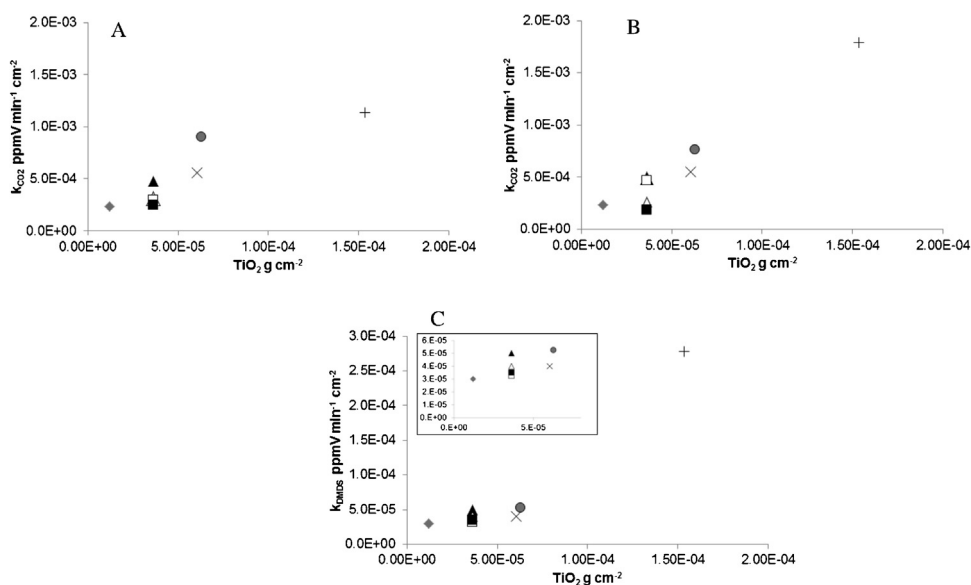 A
2.0E-03
1.5E-03
1.0E-03
5.0E-04
0.0E+00
k_CO2 ppmV min⁻¹ cm⁻²
0.00E+00 5.00E-05 1.00E-04 1.50E-04 2.00E-04
TiO₂ g cm⁻²
B
2.0E-03
1.5E-03
1.0E-03
5.0E-04
0.0E+00
k_CO2 ppmV min⁻¹ cm⁻²
0.00E+00 5.00E-05 1.00E-04 1.50E-04 2.00E-04
TiO₂ g cm⁻²
C
3.0E-04
2.5E-04
2.0E-04
1.5E-04
1.0E-04
5.0E-05
0.0E+00
k_DMDS ppmV min⁻¹ cm⁻²
6.E-05
5.E-05
4.E-05
3.E-05
2.E-05
1.E-05
0.E+00
0.E+00 5.E-05
0.00E+00 5.00E-05 1.00E-04 1.50E-04 2.00E-04
TiO₂ g cm⁻²